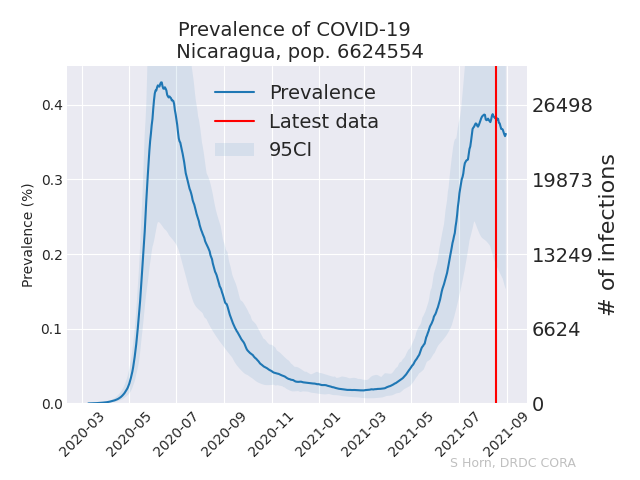 Prevalence of COVID-19
Nicaragua, pop. 6624554
Prevalence
Latest data
95CI
Prevalence (%)
0.4
0.3
0.2
0.1
0.0
26498
19873
13249
6624
0
# of infections
2020-03
2020-05
2020-07
2020-09
2020-11
2021-01
2021-03
2021-05
2021-07
2021-09
S Horn, DRDC CORA